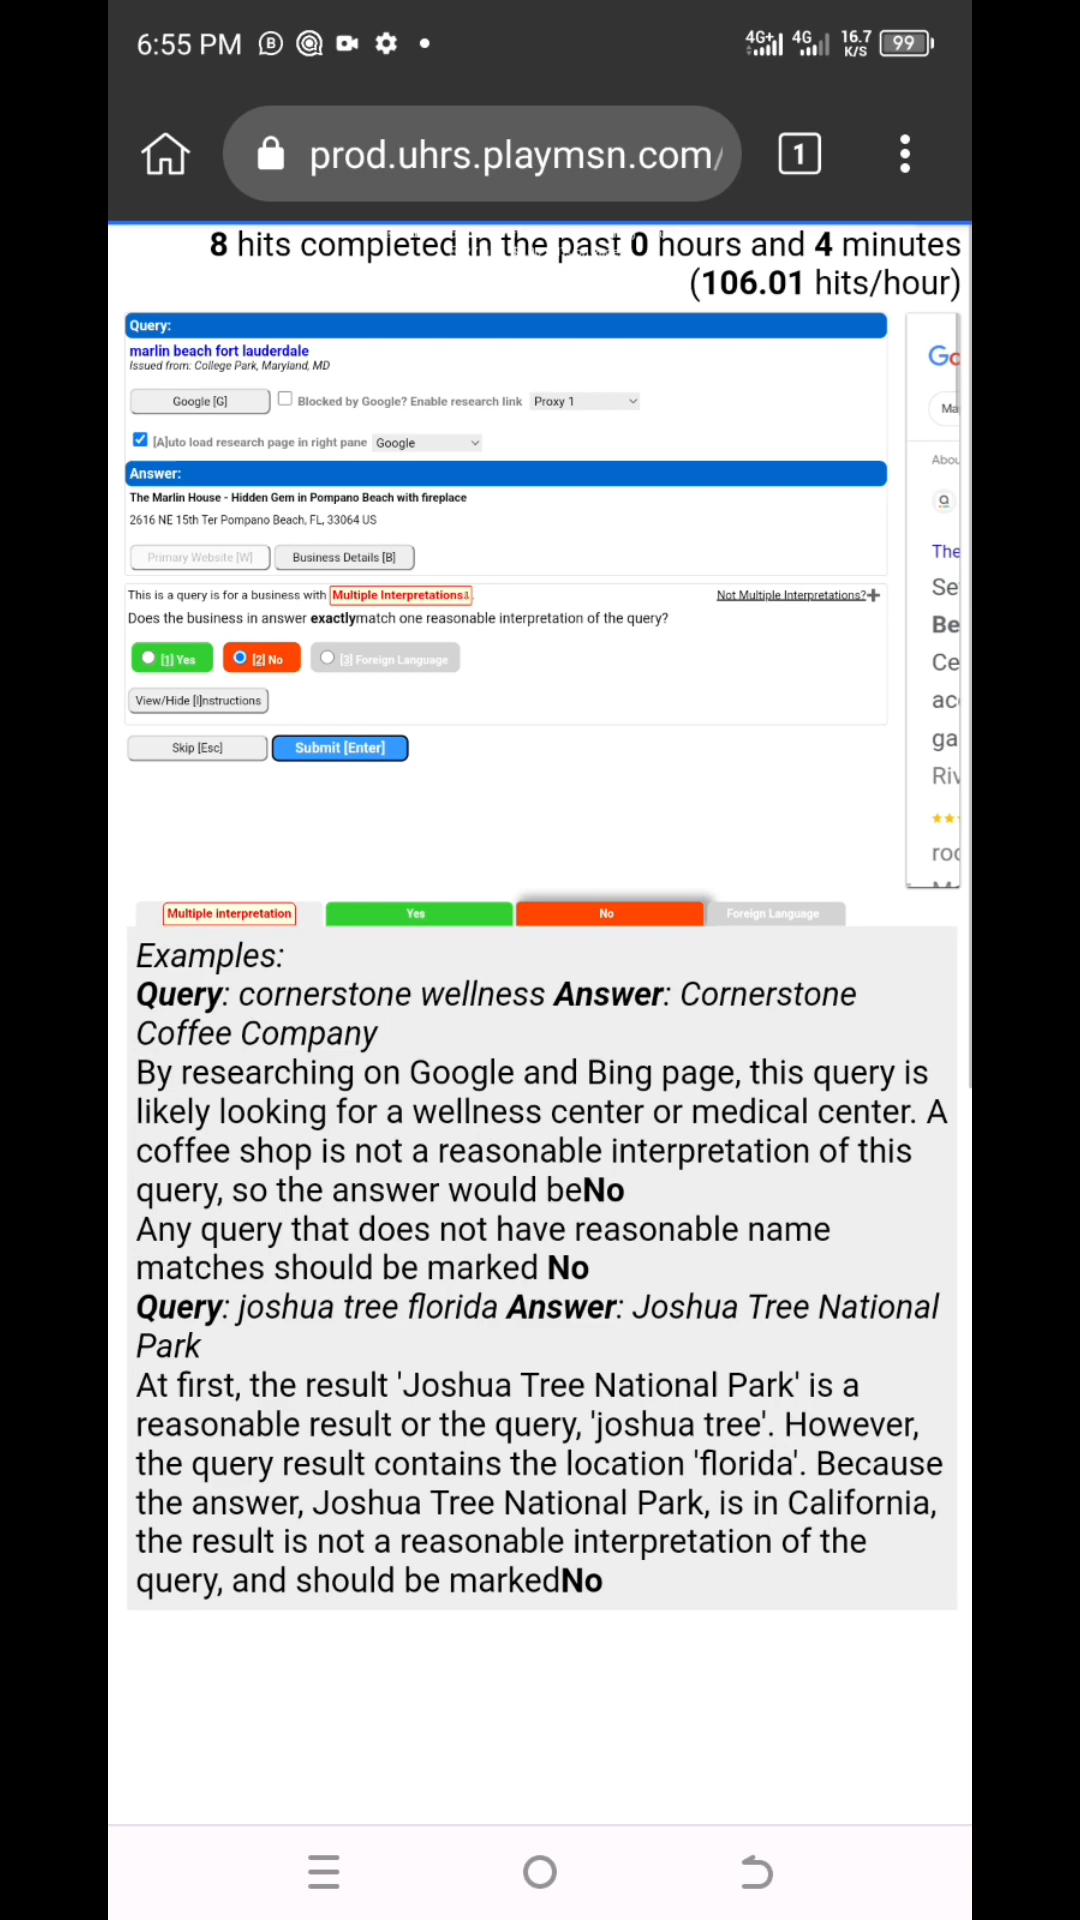 6:55 PM
4G+ 4G 16.7 K/S 99
prod.uhrs.playmsn.com/
1
8 hits completed in the past 0 hours and 4 minutes
(106.01 hits/hour)
Query:
marlin beach fort lauderdale
Issued from: College Park, Maryland, MD
Google [G] Blocked by Google? Enable research link Proxy 1
[A]uto load research page in right pane Google
Answer:
The Marlin House - Hidden Gem in Pompano Beach with fireplace
2616 NE 15th Ter Pompano Beach, FL, 33064 US
Primary Website [W] Business Details [B]
This is a query is for a business with Multiple Interpretations Not Multiple Interpretations?+
Does the business in answer exactlymatch one reasonable interpretation of the query?
[1] Yes [2] No [3] Foreign Language
View/Hide [I]nstructions
Skip [Esc] Submit [Enter]
Go
Ma
Abou
The
Se
Be
Ce
ac
ga
Riv
roo
Multiple interpretation Yes No Foreign Language
Examples:
Query: cornerstone wellness Answer: Cornerstone
Coffee Company
By researching on Google and Bing page, this query is
likely looking for a wellness center or medical center. A
coffee shop is not a reasonable interpretation of this
query, so the answer would beNo
Any query that does not have reasonable name
matches should be marked No
Query: joshua tree florida Answer: Joshua Tree National
Park
At first, the result 'Joshua Tree National Park' is a
reasonable result or the query, 'joshua tree'. However,
the query result contains the location 'florida'. Because
the answer, Joshua Tree National Park, is in California,
the result is not a reasonable interpretation of the
query, and should be markedNo